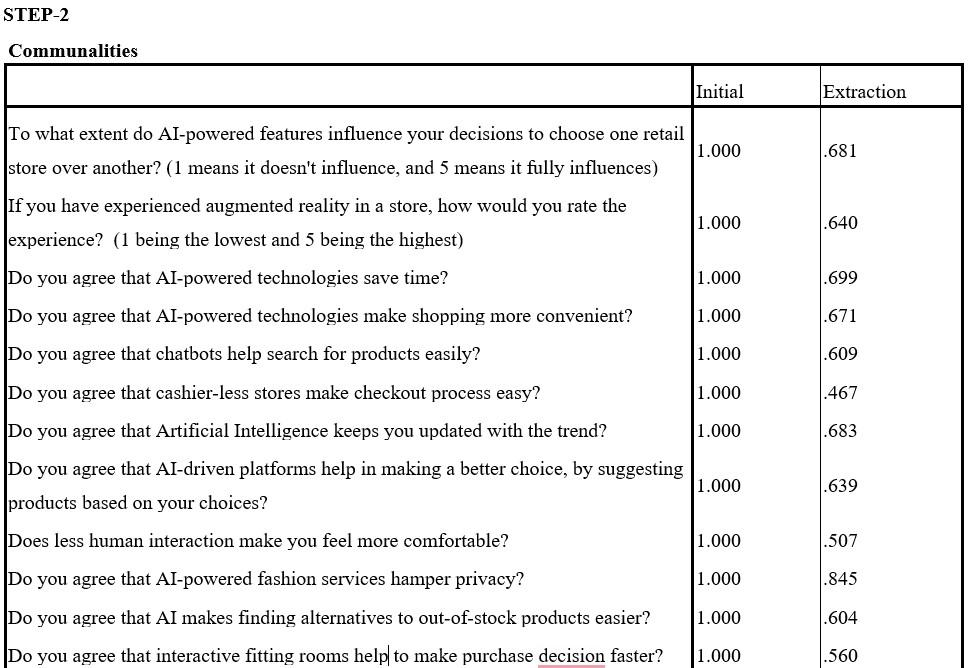 STEP-2
Communalities
Initial Extraction
To what extent do AI-powered features influence your decisions to choose one retail
store over another? (1 means it doesn't influence, and 5 means it fully influences) 1.000 .681
If you have experienced augmented reality in a store, how would you rate the
experience?  (1 being the lowest and 5 being the highest) 1.000 .640
Do you agree that AI-powered technologies save time? 1.000 .699
Do you agree that AI-powered technologies make shopping more convenient? 1.000 .671
Do you agree that chatbots help search for products easily? 1.000 .609
Do you agree that cashier-less stores make checkout process easy? 1.000 .467
Do you agree that Artificial Intelligence keeps you updated with the trend? 1.000 .683
Do you agree that AI-driven platforms help in making a better choice, by suggesting
products based on your choices? 1.000 .639
Does less human interaction make you feel more comfortable? 1.000 .507
Do you agree that AI-powered fashion services hamper privacy? 1.000 .845
Do you agree that AI makes finding alternatives to out-of-stock products easier? 1.000 .604
Do you agree that interactive fitting rooms help to make purchase decision faster? 1.000 .560